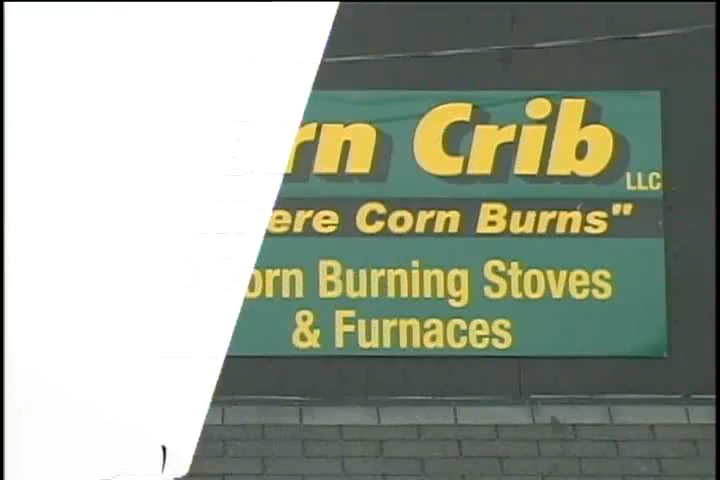 rn Crib
LLC
ere Corn Burns"
orn Burning Stoves
& Furnaces